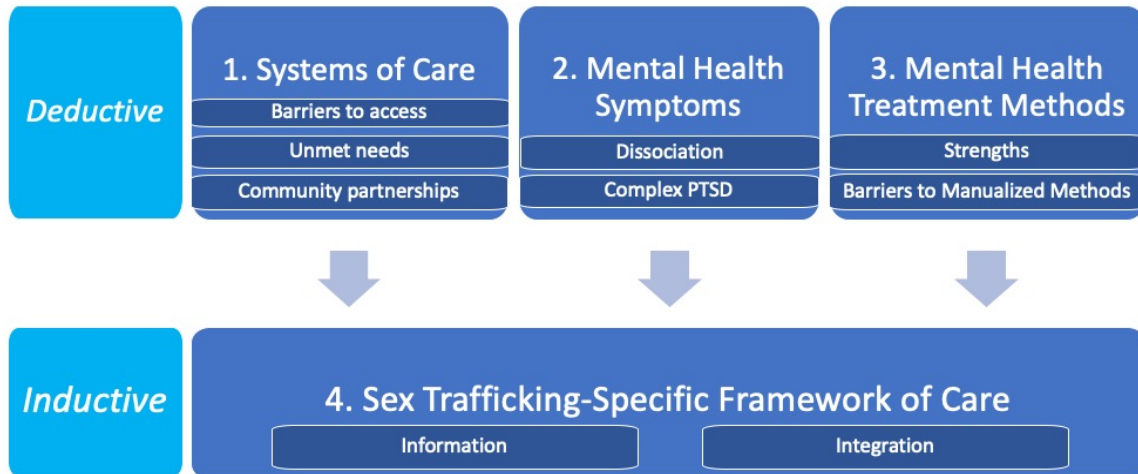 Deductive
1. Systems of Care
Barriers to access
Unmet needs
Community partnerships
2. Mental Health
Symptoms
Dissociation
Complex PTSD
3. Mental Health
Treatment Methods
Strengths
Barriers to Manualized Methods
Inductive
4. Sex Trafficking-Specific Framework of Care
Information
Integration